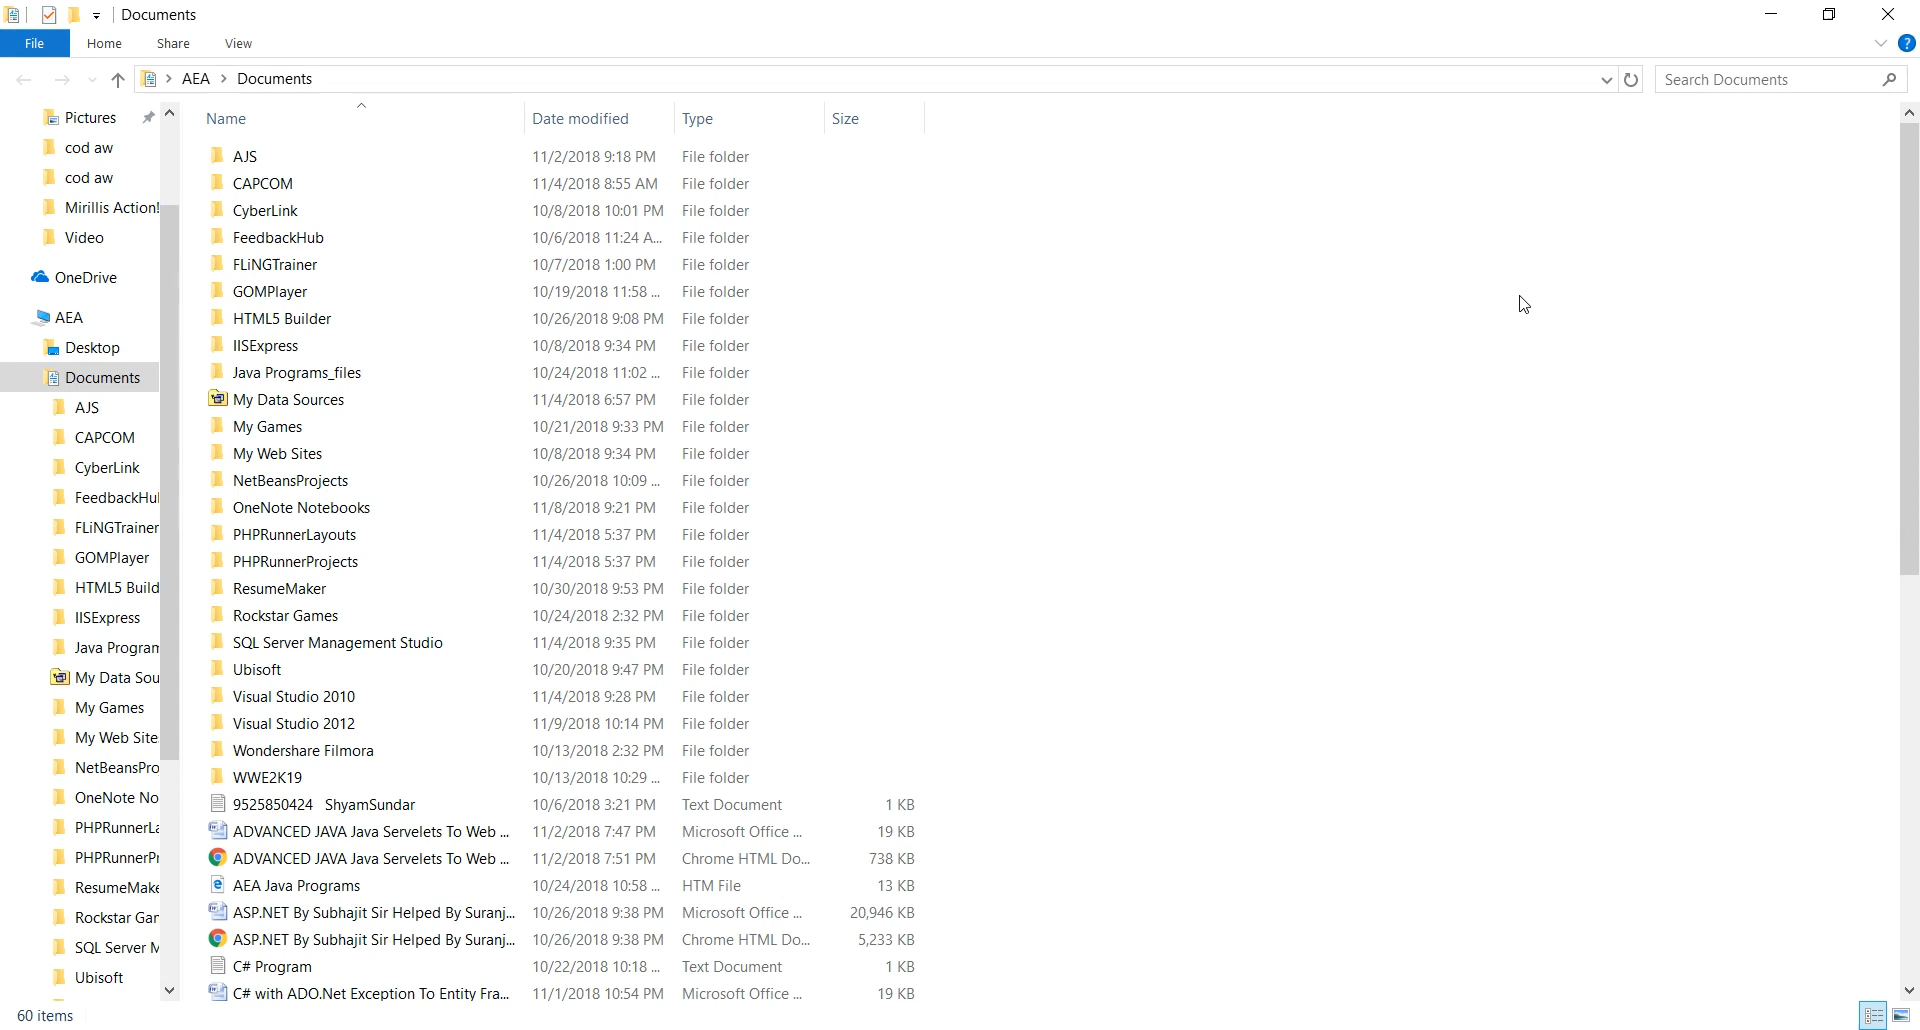 Documents
File Home Share View
AEA > Documents
Search Documents
Pictures
cod aw
cod aw
Mirillis Action!
Video
OneDrive
AEA
Desktop
Documents
AJS
CAPCOM
CyberLink
FeedbackHu
FLiNGTrainer
GOMPlayer
HTML5 Build
IISExpress
Java Program
My Data Sou
My Games
My Web Site
NetBeansPro
OneNote No
PHPRunnerLa
PHPRunnerPr
ResumeMake
Rockstar Gar
SQL Server M
Ubisoft
Name Date modified Type Size
AJS 11/2/2018 9:18 PM File folder
CAPCOM 11/4/2018 8:55 AM File folder
CyberLink 10/8/2018 10:01 PM File folder
FeedbackHub 10/6/2018 11:24 A... File folder
FLiNGTrainer 10/7/2018 1:00 PM File folder
GOMPlayer 10/19/2018 11:58 ... File folder
HTML5 Builder 10/26/2018 9:08 PM File folder
IISExpress 10/8/2018 9:34 PM File folder
Java Programs_files 10/24/2018 11:02 ... File folder
My Data Sources 11/4/2018 6:57 PM File folder
My Games 10/21/2018 9:33 PM File folder
My Web Sites 10/8/2018 9:34 PM File folder
NetBeansProjects 10/26/2018 10:09 ... File folder
OneNote Notebooks 11/8/2018 9:21 PM File folder
PHPRunnerLayouts 11/4/2018 5:37 PM File folder
PHPRunnerProjects 11/4/2018 5:37 PM File folder
ResumeMaker 10/30/2018 9:53 PM File folder
Rockstar Games 10/24/2018 2:32 PM File folder
SQL Server Management Studio 11/4/2018 9:35 PM File folder
Ubisoft 10/20/2018 9:47 PM File folder
Visual Studio 2010 11/4/2018 9:28 PM File folder
Visual Studio 2012 11/9/2018 10:14 PM File folder
Wondershare Filmora 10/13/2018 2:32 PM File folder
WWE2K19 10/13/2018 10:29 ... File folder
9525850424 ShyamSundar 10/6/2018 3:21 PM Text Document 1 KB
ADVANCED JAVA Java Servelets To Web ... 11/2/2018 7:47 PM Microsoft Office ... 19 KB
ADVANCED JAVA Java Servelets To Web ... 11/2/2018 7:51 PM Chrome HTML Do... 738 KB
AEA Java Programs 10/24/2018 10:58 ... HTM File 13 KB
ASP.NET By Subhajit Sir Helped By Suranj... 10/26/2018 9:38 PM Microsoft Office ... 20,946 KB
ASP.NET By Subhajit Sir Helped By Suranj... 10/26/2018 9:38 PM Chrome HTML Do... 5,233 KB
C# Program 10/22/2018 10:18 ... Text Document 1 KB
C# with ADO.Net Exception To Entity Fra... 11/1/2018 10:54 PM Microsoft Office ... 19 KB
60 items